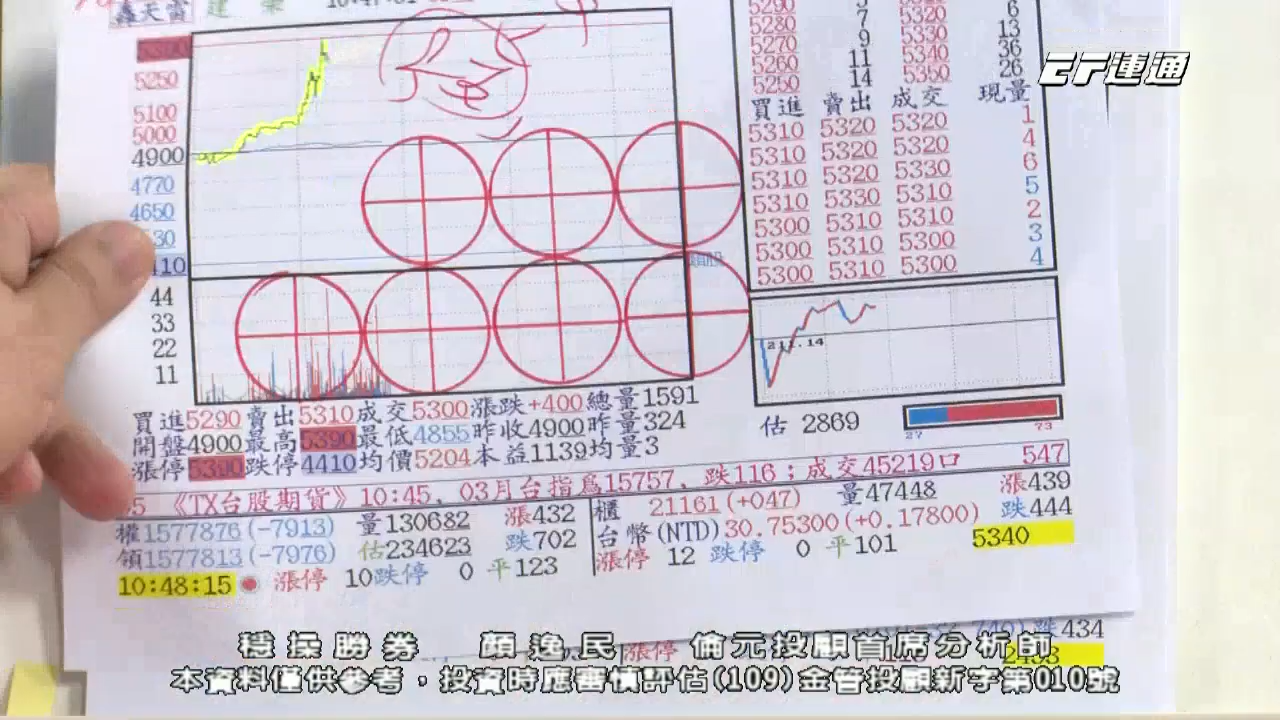 5290 5320 6
5280 7 5320 13
5270 9 5330 36
5260 11 5340 26
5250 14 5350
EF運通
買進 賣出 成交 現量
5310 5320 5320 1
5310 5320 5320 4
5310 5320 5330 6
5310 5330 5310 5
5300 5310 5310 2
5300 5310 5300 3
5300 5310 5300 4
5250
5100
5000
4900
4770
4650
44
33
22
11
211.14
估 2869
27 73
買進5290 賣出5310 成交5300 漲跌+400 總量1591
開盤4900 最高5390 最低4855 昨收4900 昨量324
漲停5390 跌停4410 均價5204 本益1139 均量3
547
《TX台股期貨》10:45, 03月台指為15757, 跌116；成交45219口
權1577876(-7913) 量130682 漲432 櫃 21161(+047) 量47448 漲439
領1577813(-7976) 估234623 跌702 台幣(NTD)30.75300(+0.17800) 跌444
10:48:15 漲停 10跌停 0 平123 漲停 12 跌停 0 平101 5340
漲停 跌434
穩操勝券 顏逸民 倫元投顧首席分析師
本資料僅供參考，投資時應審慎評估(109)金管投顧新字第010號